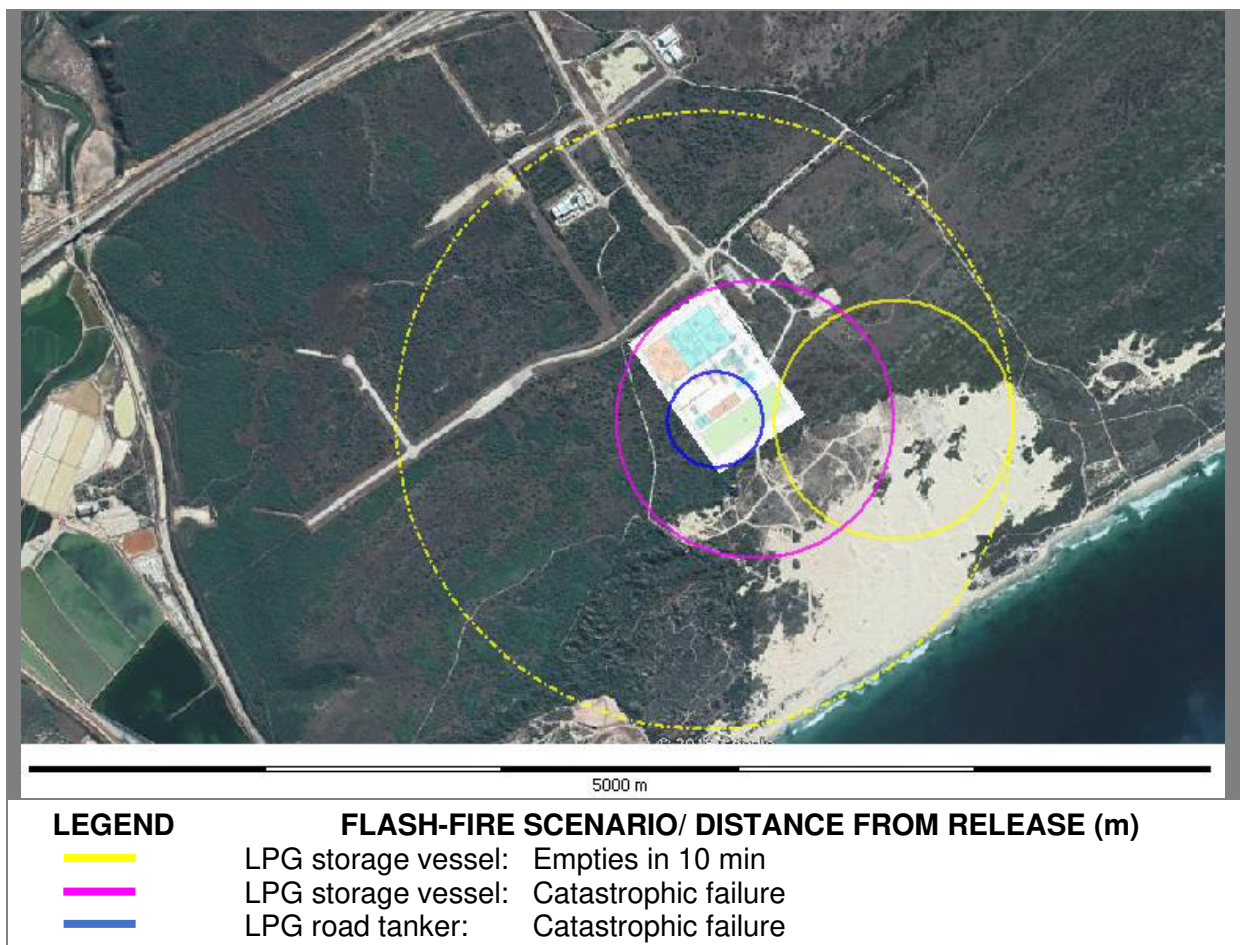 5000 m
LEGEND FLASH-FIRE SCENARIO/ DISTANCE FROM RELEASE (m)
LPG storage vessel: Empties in 10 min
LPG storage vessel: Catastrophic failure
LPG road tanker: Catastrophic failure